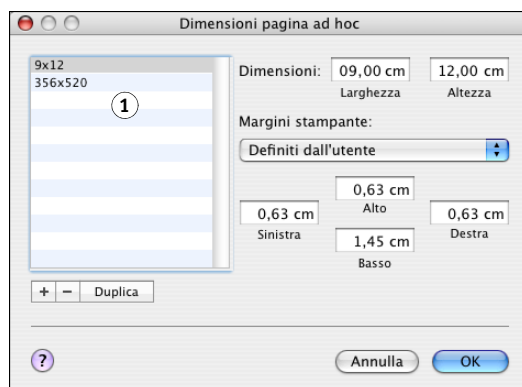 Dimensioni pagina ad hoc
9x12
356x520
1
Dimensioni: 09,00 cm 12,00 cm
Larghezza Altezza
Margini stampante:
Definiti dall'utente
0,63 cm
Alto
0,63 cm 0,63 cm
Sinistra Destra
1,45 cm
Basso
+ − Duplica
? Annulla OK